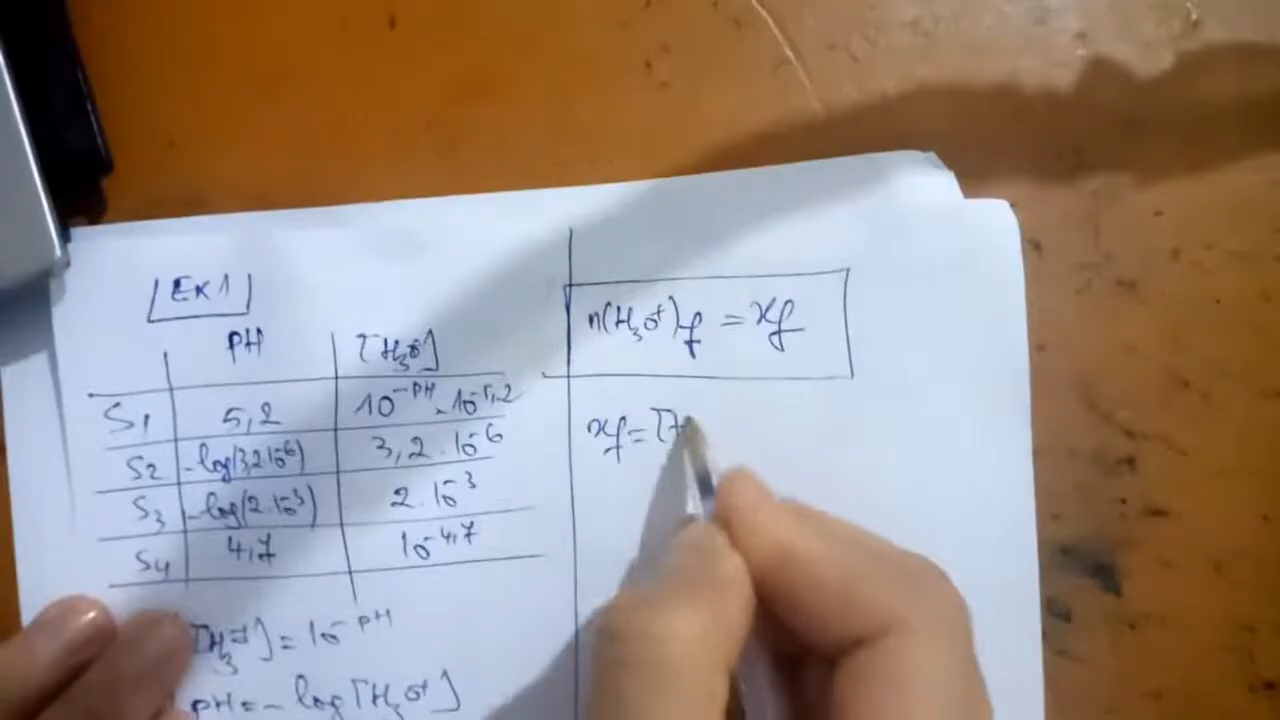 Ex1
PH [H₃O⁺]
S1 5,2 10⁻ᴾᴴ = 10⁻⁵,²
S2 -log(3,2.10⁻⁶) 3,2.10⁻⁶
S3 -log(2.10⁻³) 2.10⁻³
S4 4,7 10⁻⁴,⁷
[H₃O⁺] = 10⁻ᴾᴴ
pH = -log[H₃O⁺]
n(H₃O⁺)f = xf
xf = [